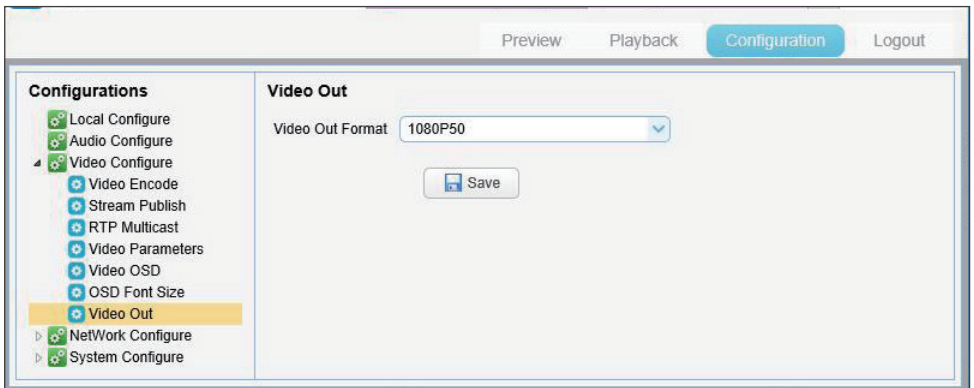 Preview Playback Configuration Logout
Configurations
Local Configure
Audio Configure
Video Configure
Video Encode
Stream Publish
RTP Multicast
Video Parameters
Video OSD
OSD Font Size
Video Out
NetWork Configure
System Configure
Video Out
Video Out Format 1080P50
Save